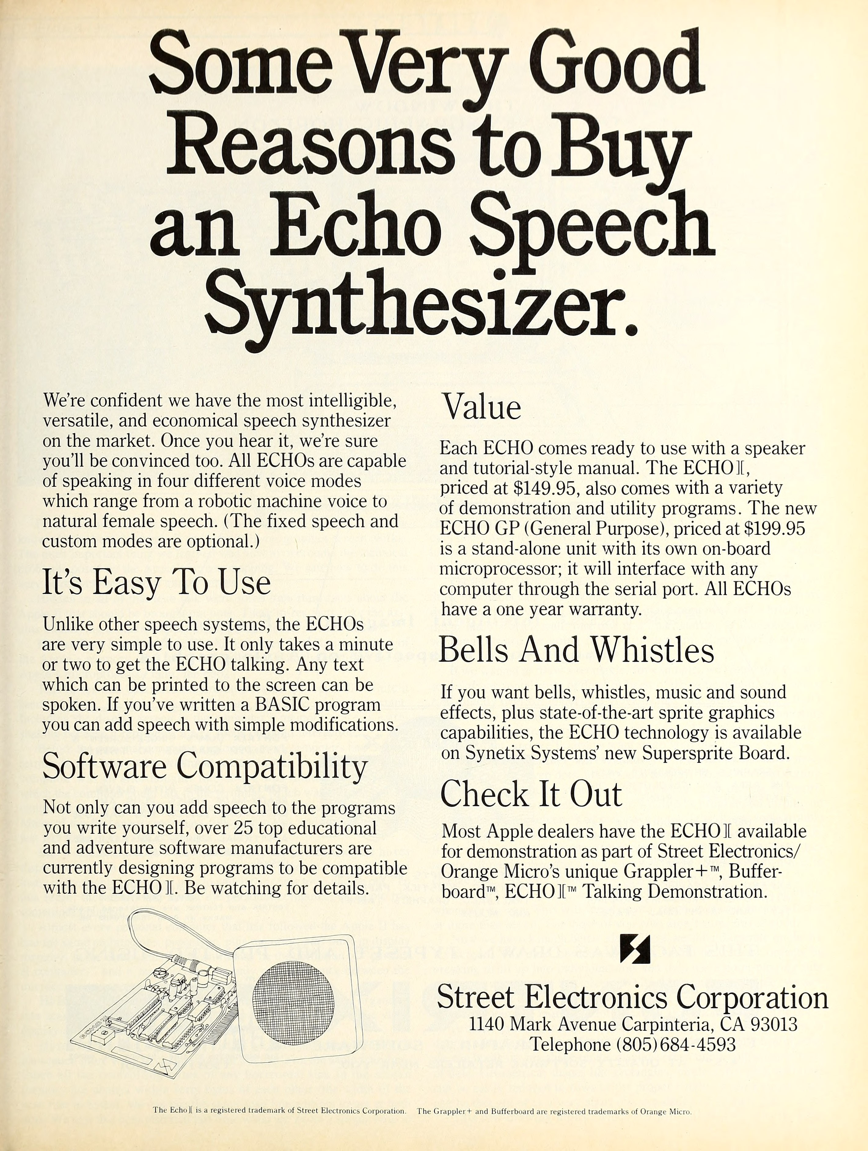 Some Very Good
Reasons to Buy
an Echo Speech
Synthesizer.
We're confident we have the most intelligible,
versatile, and economical speech synthesizer
on the market. Once you hear it, we're sure
you'll be convinced too. All ECHOs are capable
of speaking in four different voice modes
which range from a robotic machine voice to
natural female speech. (The fixed speech and
custom modes are optional.)
It's Easy To Use
Unlike other speech systems, the ECHOs
are very simple to use. It only takes a minute
or two to get the ECHO talking. Any text
which can be printed to the screen can be
spoken. If you've written a BASIC program
you can add speech with simple modifications.
Software Compatibility
Not only can you add speech to the programs
you write yourself, over 25 top educational
and adventure software manufacturers are
currently designing programs to be compatible
with the ECHO ][. Be watching for details.
Value
Each ECHO comes ready to use with a speaker
and tutorial-style manual. The ECHO ][,
priced at $149.95, also comes with a variety
of demonstration and utility programs. The new
ECHO GP (General Purpose), priced at $199.95
is a stand-alone unit with its own on-board
microprocessor; it will interface with any
computer through the serial port. All ECHOs
have a one year warranty.
Bells And Whistles
If you want bells, whistles, music and sound
effects, plus state-of-the-art sprite graphics
capabilities, the ECHO technology is available
on Synetix Systems' new Supersprite Board.
Check It Out
Most Apple dealers have the ECHO ][ available
for demonstration as part of Street Electronics/
Orange Micro's unique Grappler+™, Buffer-
board™, ECHO ][™ Talking Demonstration.
Street Electronics Corporation
1140 Mark Avenue Carpinteria, CA 93013
Telephone (805) 684-4593
The Echo ][ is a registered trademark of Street Electronics Corporation. The Grappler+ and Bufferboard are registered trademarks of Orange Micro.